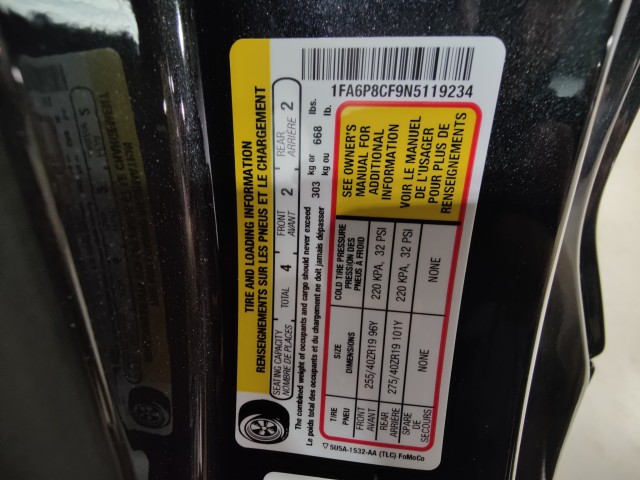 1FA6P8CF9N5119234
TIRE AND LOADING INFORMATION
RENSEIGNEMENTS SUR LES PNEUS ET LE CHARGEMENT
SEATING CAPACITY
NOMBRE DE PLACES
TOTAL 4
FRONT
AVANT 2
REAR
ARRIÈRE 2
The combined weight of occupants and cargo should never exceed
Le poids total des occupants et du chargement ne doit jamais dépasser
303 kg or
kg ou 668 lbs.
lb.
TIRE
PNEU
SIZE
DIMENSIONS
COLD TIRE PRESSURE
PRESSION DES
PNEUS À FROID
FRONT
AVANT
255/40ZR19 96Y
220 KPA, 32 PSI
REAR
ARRIÈRE
275/40ZR19 101Y
220 KPA, 32 PSI
SPARE
DE
SECOURS
NONE
NONE
SEE OWNER'S
MANUAL FOR
ADDITIONAL
INFORMATION
VOIR LE MANUEL
DE L'USAGER
POUR PLUS DE
RENSEIGNEMENTS
5U5A-1532-AA (TLC) FoMoCo